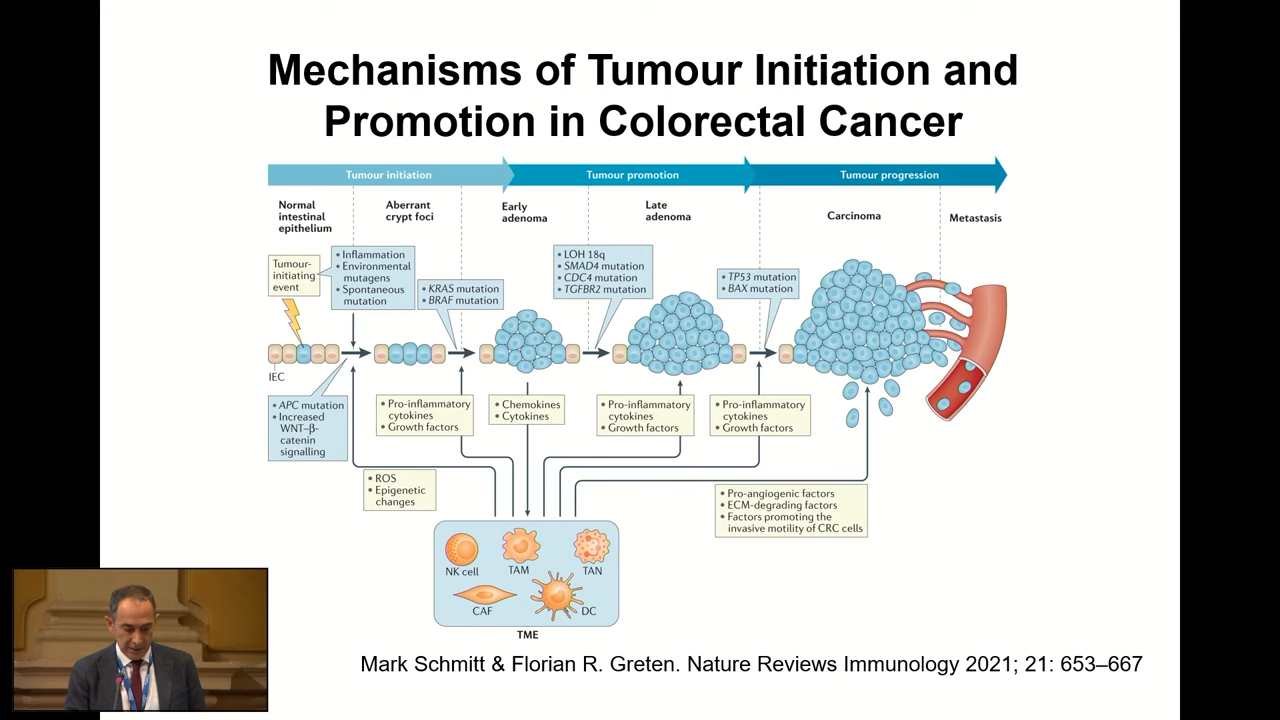 Mechanisms of Tumour Initiation and
Promotion in Colorectal Cancer
Tumour initiation
Tumour promotion
Tumour progression
Normal
intestinal
epithelium
Aberrant
crypt foci
Early
adenoma
Late
adenoma
Carcinoma
Metastasis
Tumour-
initiating
event
• Inflammation
• Environmental
mutagens
• Spontaneous
mutation
• KRAS mutation
• BRAF mutation
• LOH 18q
• SMAD4 mutation
• CDC4 mutation
• TGFBR2 mutation
• TP53 mutation
• BAX mutation
IEC
• APC mutation
• Increased
WNT–β-
catenin
signalling
• Pro-inflammatory
cytokines
• Growth factors
• Chemokines
• Cytokines
• Pro-inflammatory
cytokines
• Growth factors
• Pro-inflammatory
cytokines
• Growth factors
• ROS
• Epigenetic
changes
• Pro-angiogenic factors
• ECM-degrading factors
• Factors promoting the
invasive motility of CRC cells
NK cell
TAM
TAN
CAF
DC
TME
Mark Schmitt & Florian R. Greten. Nature Reviews Immunology 2021; 21: 653–667